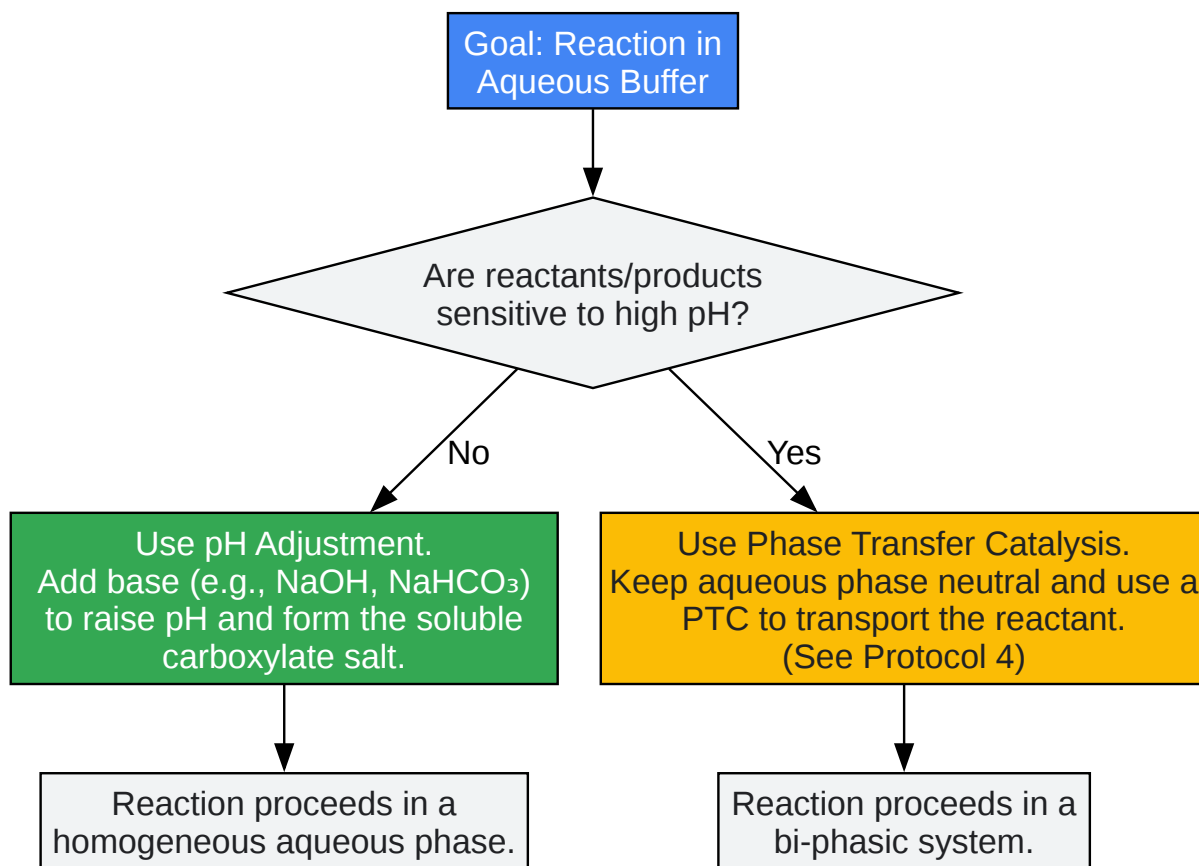 Goal: Reaction in
Aqueous Buffer
Are reactants/products
sensitive to high pH?
No
Yes
Use pH Adjustment.
Add base (e.g., NaOH, NaHCO₃)
to raise pH and form the soluble
carboxylate salt.
Use Phase Transfer Catalysis.
Keep aqueous phase neutral and use a
PTC to transport the reactant.
(See Protocol 4)
Reaction proceeds in a
homogeneous aqueous phase.
Reaction proceeds in a
bi-phasic system.